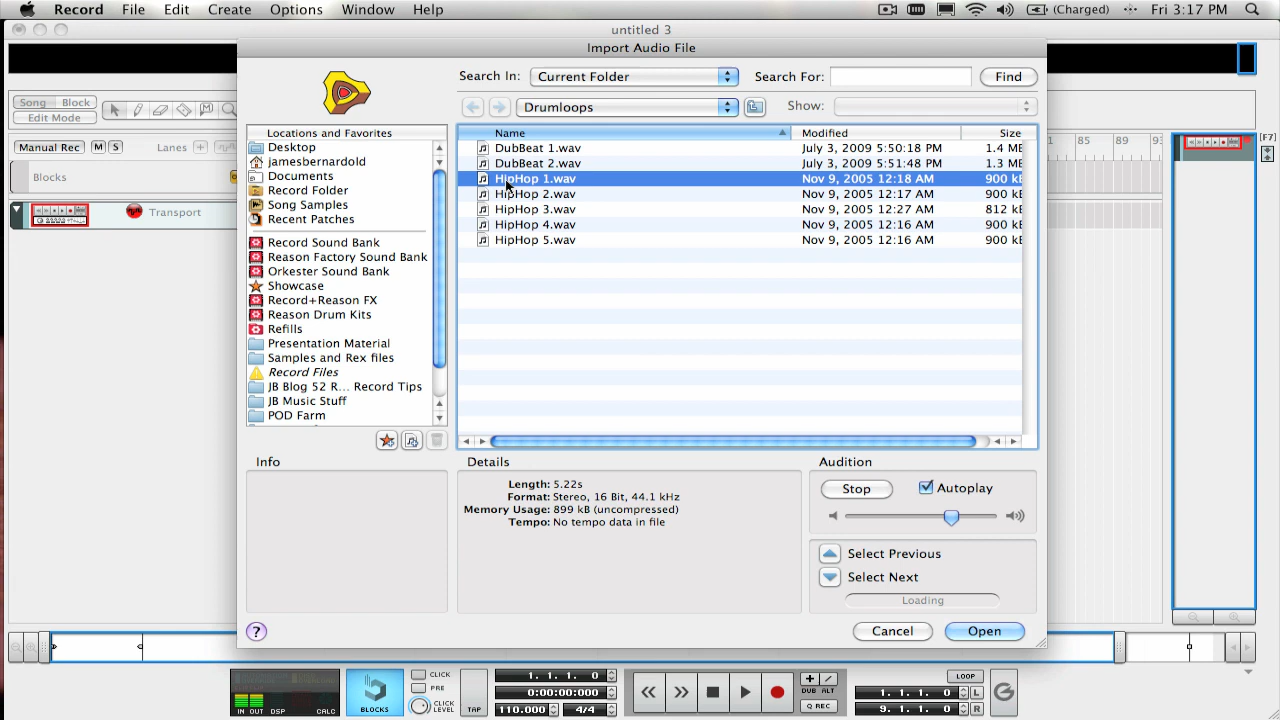 Record File Edit Create Options Window Help (Charged) Fri 3:17 PM
untitled 3
Import Audio File
Search In: Current Folder Search For: Find
Drumloops Show:
Song Block
Edit Mode
Manual Rec M S Lanes
Blocks
Transport
85 89 93
[F7]
Locations and Favorites
Desktop
jamesbernardold
Documents
Record Folder
Song Samples
Recent Patches
Record Sound Bank
Reason Factory Sound Bank
Orkester Sound Bank
Showcase
Record+Reason FX
Reason Drum Kits
Refills
Presentation Material
Samples and Rex files
Record Files
JB Blog 52 R... Record Tips
JB Music Stuff
POD Farm
Name Modified Size
DubBeat 1.wav July 3, 2009 5:50:18 PM 1.4 ME
DubBeat 2.wav July 3, 2009 5:51:48 PM 1.3 ME
HipHop 1.wav Nov 9, 2005 12:18 AM 900 kE
HipHop 2.wav Nov 9, 2005 12:17 AM 900 kE
HipHop 3.wav Nov 9, 2005 12:27 AM 812 kE
HipHop 4.wav Nov 9, 2005 12:16 AM 900 kE
HipHop 5.wav Nov 9, 2005 12:16 AM 900 kE
Info
Details
Length: 5.22s
Format: Stereo, 16 Bit, 44.1 kHz
Memory Usage: 899 kB (uncompressed)
Tempo: No tempo data in file
Audition
Stop Autoplay
Select Previous
Select Next
Loading
? Cancel Open
IN OUT DSP CALC
BLOCKS
CLICK
PRE
CLICK LEVEL
TAP
1. 1. 1. 0
0:00:00:000
110.000 4/4
DUB ALT
Q REC
LOOP
1. 1. 1. 0 L
9. 1. 1. 0 R